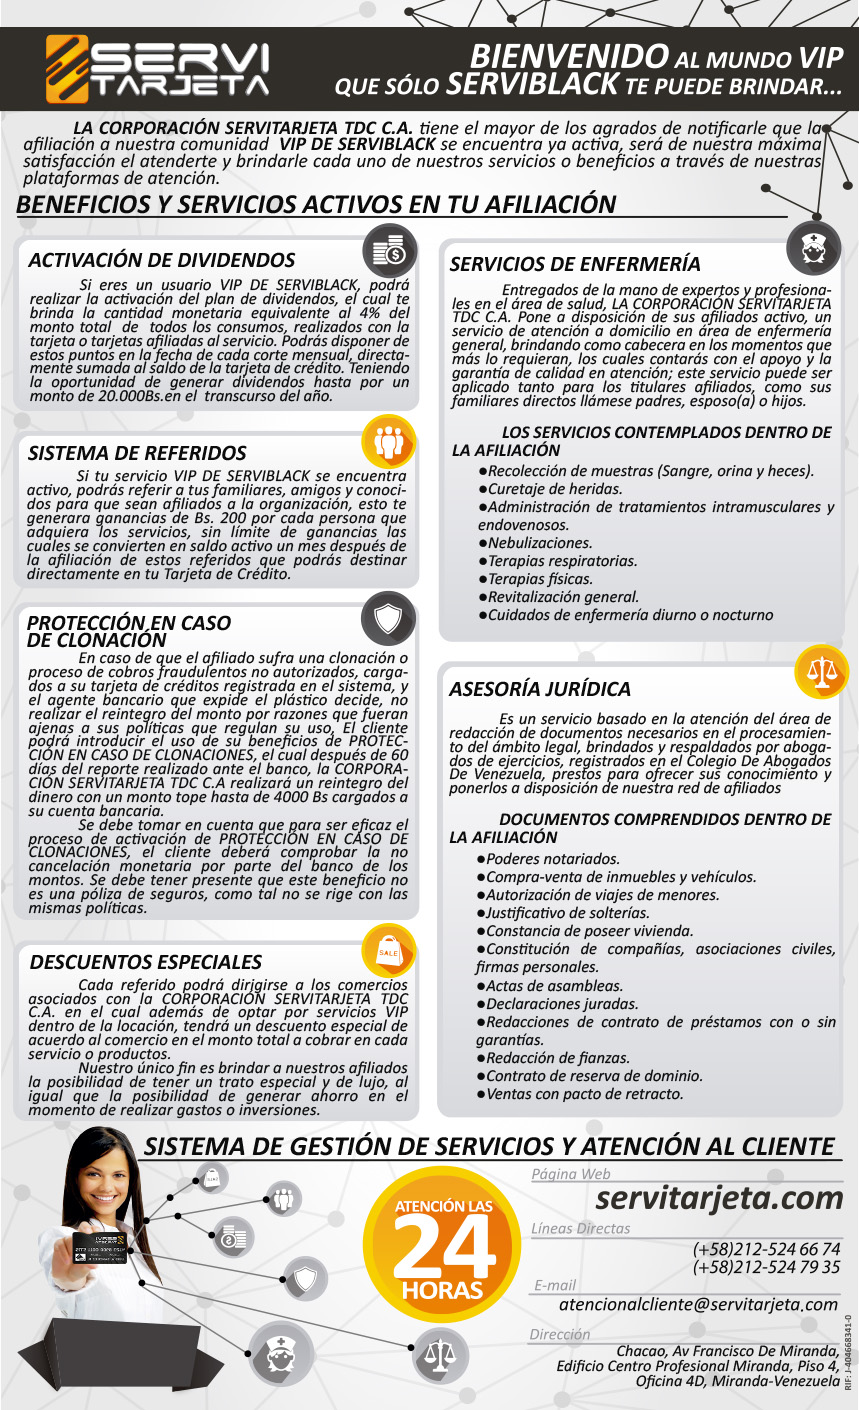 SERVI
TARJETA
BIENVENIDO AL MUNDO VIP
QUE SÓLO SERVIBLACK TE PUEDE BRINDAR...
LA CORPORACIÓN SERVITARJETA TDC C.A. tiene el mayor de los agrados de notificarle que la
afiliación a nuestra comunidad VIP DE SERVIBLACK se encuentra ya activa, será de nuestra máxima
satisfacción el atenderte y brindarle cada uno de nuestros servicios o beneficios a través de nuestras
plataformas de atención.
BENEFICIOS Y SERVICIOS ACTIVOS EN TU AFILIACIÓN
ACTIVACIÓN DE DIVIDENDOS
Si eres un usuario VIP DE SERVIBLACK, podrá
realizar la activación del plan de dividendos, el cual te
brinda la cantidad monetaria equivalente al 4% del
monto total de todos los consumos, realizados con la
tarjeta o tarjetas afiliadas al servicio. Podrás disponer de
estos puntos en la fecha de cada corte mensual, directa-
mente sumada al saldo de la tarjeta de crédito. Teniendo
la oportunidad de generar dividendos hasta por un
monto de 20.000Bs.en el transcurso del año.
SISTEMA DE REFERIDOS
Si tu servicio VIP DE SERVIBLACK se encuentra
activo, podrás referir a tus familiares, amigos y conoci-
dos para que sean afiliados a la organización, esto te
generara ganancias de Bs. 200 por cada persona que
adquiera los servicios, sin límite de ganancias las
cuales se convierten en saldo activo un mes después de
la afiliación de estos referidos que podrás destinar
directamente en tu Tarjeta de Crédito.
PROTECCIÓN EN CASO
DE CLONACIÓN
En caso de que el afiliado sufra una clonación o
proceso de cobros fraudulentos no autorizados, carga-
dos a su tarjeta de créditos registrada en el sistema, y
el agente bancario que expide el plástico decide, no
realizar el reintegro del monto por razones que fueran
ajenas a sus políticas que regulan su uso, El cliente
podrá introducir el uso de su beneficios de PROTEC-
CIÓN EN CASO DE CLONACIONES, el cual después de 60
días del reporte realizado ante el banco, la CORPORA-
CIÓN SERVITARJETA TDC C.A realizará un reintegro del
dinero con un monto tope hasta de 4000 Bs cargados a
su cuenta bancaria.
Se debe tomar en cuenta que para ser eficaz el
proceso de activación de PROTECCIÓN EN CASO DE
CLONACIONES, el cliente deberá comprobar la no
cancelación monetaria por parte del banco de los
montos. Se debe tener presente que este beneficio no
es una póliza de seguros, como tal no se rige con las
mismas políticas.
SALE
DESCUENTOS ESPECIALES
Cada referido podrá dirigirse a los comercios
asociados con la CORPORACIÓN SERVITARJETA TDC
C.A. en el cual además de optar por servicios VIP
dentro de la locación, tendrá un descuento especial de
acuerdo al comercio en el monto total a cobrar en cada
servicio o productos.
Nuestro único fin es brindar a nuestros afiliados
la posibilidad de tener un trato especial y de lujo, al
igual que la posibilidad de generar ahorro en el
momento de realizar gastos o inversiones.
SERVICIOS DE ENFERMERÍA
Entregados de la mano de expertos y profesiona-
les en el área de salud, LA CORPORACIÓN SERVITARJETA
TDC C.A. Pone a disposición de sus afiliados activo, un
servicio de atención a domicilio en área de enfermería
general, brindando como cabecera en los momentos que
más lo requieran, los cuales contarás con el apoyo y la
garantía de calidad en atención; este servicio puede ser
aplicado tanto para los titulares afiliados, como sus
familiares directos llámese padres, esposo(a) o hijos.
LOS SERVICIOS CONTEMPLADOS DENTRO DE
LA AFILIACIÓN
●Recolección de muestras (Sangre, orina y heces).
●Curetaje de heridas.
●Administración de tratamientos intramusculares y
endovenosos.
●Nebulizaciones.
●Terapias respiratorias.
●Terapias físicas.
●Revitalización general.
●Cuidados de enfermería diurno o nocturno
ASESORÍA JURÍDICA
Es un servicio basado en la atención del área de
redacción de documentos necesarios en el procesamien-
to del ámbito legal, brindados y respaldados por aboga-
dos de ejercicios, registrados en el Colegio De Abogados
De Venezuela, prestos para ofrecer sus conocimiento y
ponerlos a disposición de nuestra red de afiliados
DOCUMENTOS COMPRENDIDOS DENTRO DE
LA AFILIACIÓN
●Poderes notariados.
●Compra-venta de inmuebles y vehículos.
●Autorización de viajes de menores.
●Justificativo de solterías.
●Constancia de poseer vivienda.
●Constitución de compañías, asociaciones civiles,
firmas personales.
●Actas de asambleas.
●Declaraciones juradas.
●Redacciones de contrato de préstamos con o sin
garantías.
●Redacción de fianzas.
●Contrato de reserva de dominio.
●Ventas con pacto de retracto.
SISTEMA DE GESTIÓN DE SERVICIOS Y ATENCIÓN AL CLIENTE
ATENCIÓN LAS
24
HORAS
Página Web
servitarjeta.com
Líneas Directas
(+58)212-524 66 74
(+58)212-524 79 35
E-mail
atencionalcliente@servitarjeta.com
Dirección
Chacao, Av Francisco De Miranda,
Edificio Centro Profesional Miranda, Piso 4,
Oficina 4D, Miranda-Venezuela
RIF: J-404668341-0